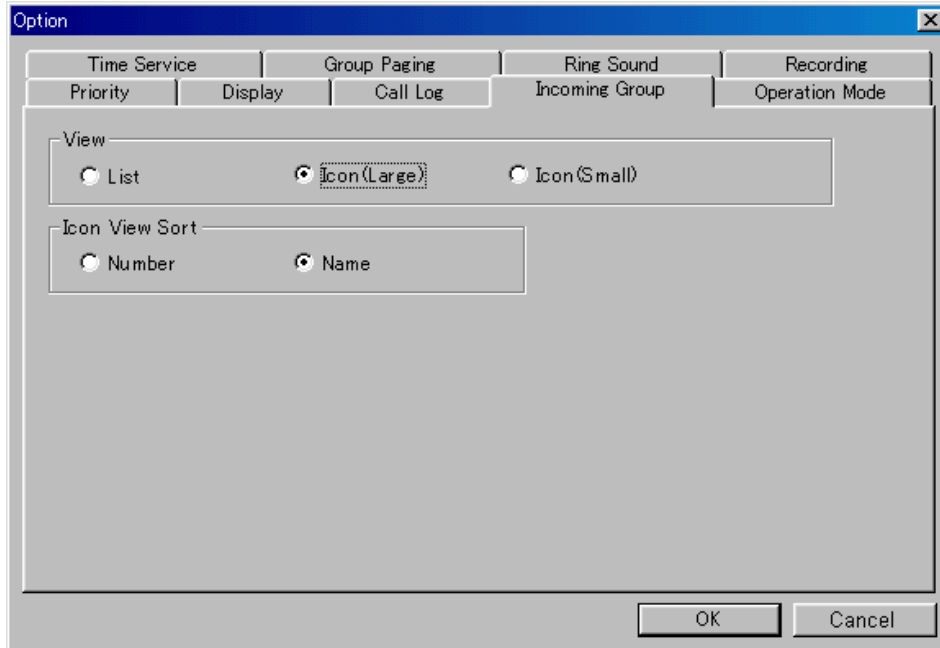 Option
Time Service Group Paging Ring Sound Recording
Priority Display Call Log Incoming Group Operation Mode
View
List Icon(Large) Icon(Small)
Icon View Sort
Number Name
OK Cancel